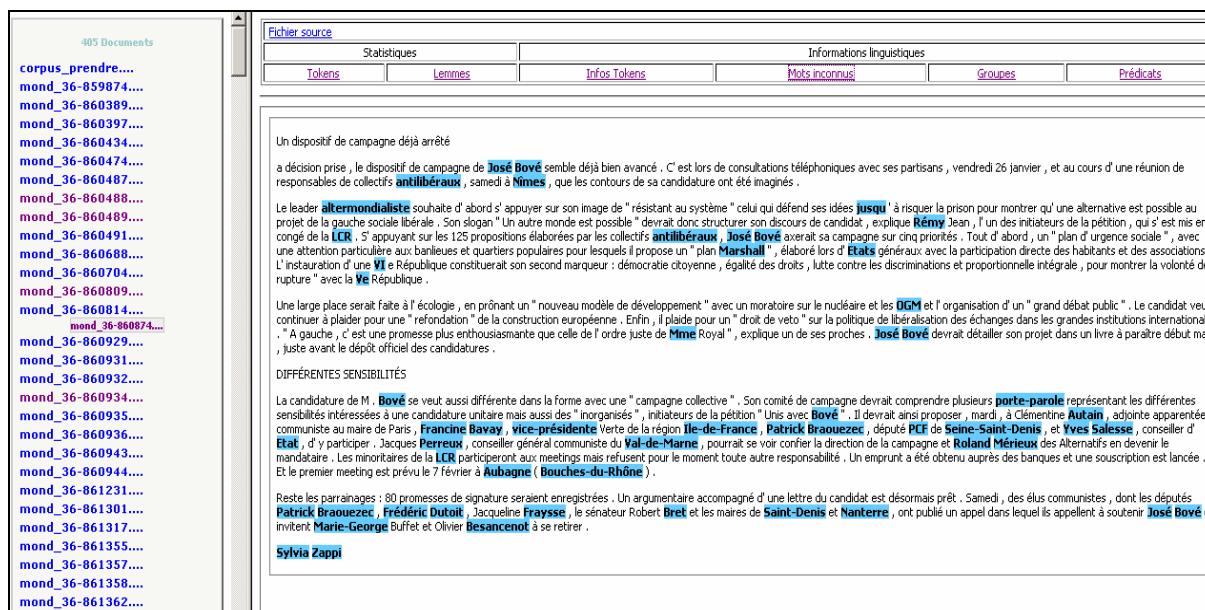 405 Documents
corpus_prendre....
mond_36-859874....
mond_36-860389....
mond_36-860397....
mond_36-860434....
mond_36-860474....
mond_36-860487....
mond_36-860488....
mond_36-860489....
mond_36-860491....
mond_36-860688....
mond_36-860704....
mond_36-860809....
mond_36-860814....
mond_36-860874....
mond_36-860929....
mond_36-860931....
mond_36-860932....
mond_36-860934....
mond_36-860935....
mond_36-860936....
mond_36-860943....
mond_36-860944....
mond_36-861231....
mond_36-861301....
mond_36-861317....
mond_36-861355....
mond_36-861357....
mond_36-861358....
mond_36-861362....
Fichier source
Statistiques Informations linguistiques
Tokens Lemmes Infos Tokens Mots inconnus Groupes Prédicats
Un dispositif de campagne déjà arrêté
a décision prise , le dispositif de campagne de José Bové semble déjà bien avancé . C' est lors de consultations téléphoniques avec ses partisans , vendredi 26 janvier , et au cours d' une réunion de
responsables de collectifs antilibéraux , samedi à Nîmes , que les contours de sa candidature ont été imaginés .
Le leader altermondialiste souhaite d' abord s' appuyer sur son image de " résistant au système " celui qui défend ses idées jusqu ' à risquer la prison pour montrer qu' une alternative est possible au
projet de la gauche sociale libérale . Son slogan " Un autre monde est possible " devrait donc structurer son discours de candidat , explique Rémy Jean , l' un des initiateurs de la pétition , qui s' est mis en
congé de la LCR . S' appuyant sur les 125 propositions élaborées par les collectifs antilibéraux , José Bové axerait sa campagne sur cinq priorités . Tout d' abord , un " plan d' urgence sociale " , avec
une attention particulière aux banlieues et quartiers populaires pour lesquels il propose un " plan Marshall " , élaboré lors d' Etats généraux avec la participation directe des habitants et des associations
L' instauration d' une VI e République constituerait son second marqueur : démocratie citoyenne , égalité des droits , lutte contre les discriminations et proportionnelle intégrale , pour montrer la volonté de
rupture " avec la Ve République .
Une large place serait faite à l' écologie , en prônant un " nouveau modèle de développement " avec un moratoire sur le nucléaire et les OGM et l' organisation d' un " grand débat public " . Le candidat veu
continuer à plaider pour une " refondation " de la construction européenne . Enfin , il plaide pour un " droit de veto " sur la politique de libéralisation des échanges dans les grandes institutions international
. " A gauche , c' est une promesse plus enthousiasmante que celle de l' ordre juste de Mme Royal " , explique un de ses proches . José Bové devrait détailler son projet dans un livre à paraître début ma
, juste avant le dépôt officiel des candidatures .
DIFFÉRENTES SENSIBILITÉS
La candidature de M . Bové se veut aussi différente dans la forme avec une " campagne collective " . Son comité de campagne devrait comprendre plusieurs porte-parole représentant les différentes
sensibilités intéressées à une candidature unitaire mais aussi des " inorganisés " , initiateurs de la pétition " Unis avec Bové " . Il devrait ainsi proposer , mardi , à Clémentine Autain , adjointe apparentée
communiste au maire de Paris , Francine Bavay , vice-présidente Verte de la région Ile-de-France , Patrick Braouezec , député PCF de Seine-Saint-Denis , et Yves Salesse , conseiller d'
Etat , d' y participer . Jacques Perreux , conseiller général communiste du Val-de-Marne , pourrait se voir confier la direction de la campagne et Roland Mérieux des Alternatifs en devenir le
mandataire . Les minoritaires de la LCR participeront aux meetings mais refusent pour le moment toute autre responsabilité . Un emprunt a été obtenu auprès des banques et une souscription est lancée .
Et le premier meeting est prévu le 7 février à Aubagne ( Bouches-du-Rhône ) .
Reste les parrainages : 80 promesses de signature seraient enregistrées . Un argumentaire accompagné d' une lettre du candidat est désormais prêt . Samedi , des élus communistes , dont les députés
Patrick Braouezec , Frédéric Dutoit , Jacqueline Fraysse , le sénateur Robert Bret et les maires de Saint-Denis et Nanterre , ont publié un appel dans lequel ils appellent à soutenir José Bové
invitent Marie-George Buffet et Olivier Besancenot à se retirer .
Sylvia Zappi